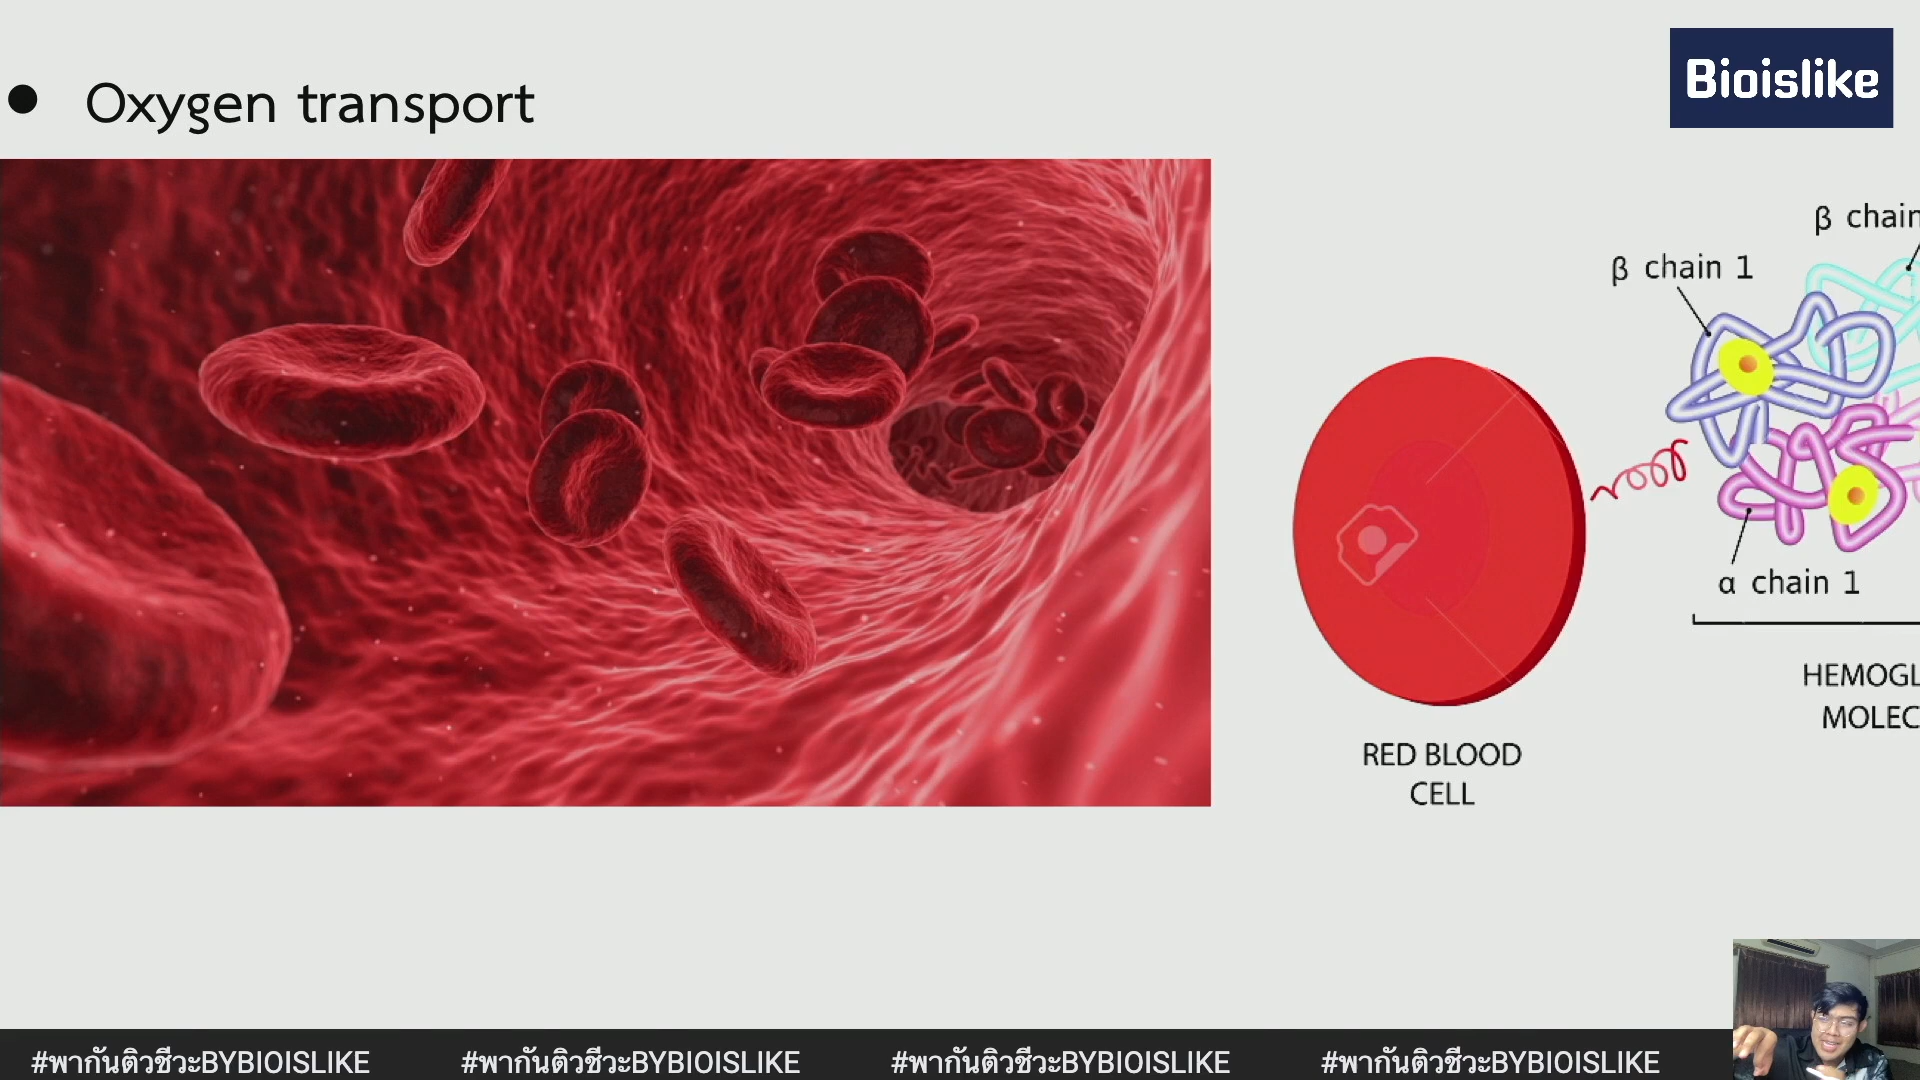 Bioislike
• Oxygen transport
β chain
β chain 1
α chain 1
HEMOGL
MOLEC
RED BLOOD
CELL
#พากันติวชีวะBYBIOISLIKE #พากันติวชีวะBYBIOISLIKE #พากันติวชีวะBYBIOISLIKE #พากันติวชีวะBYBIOISLIKE